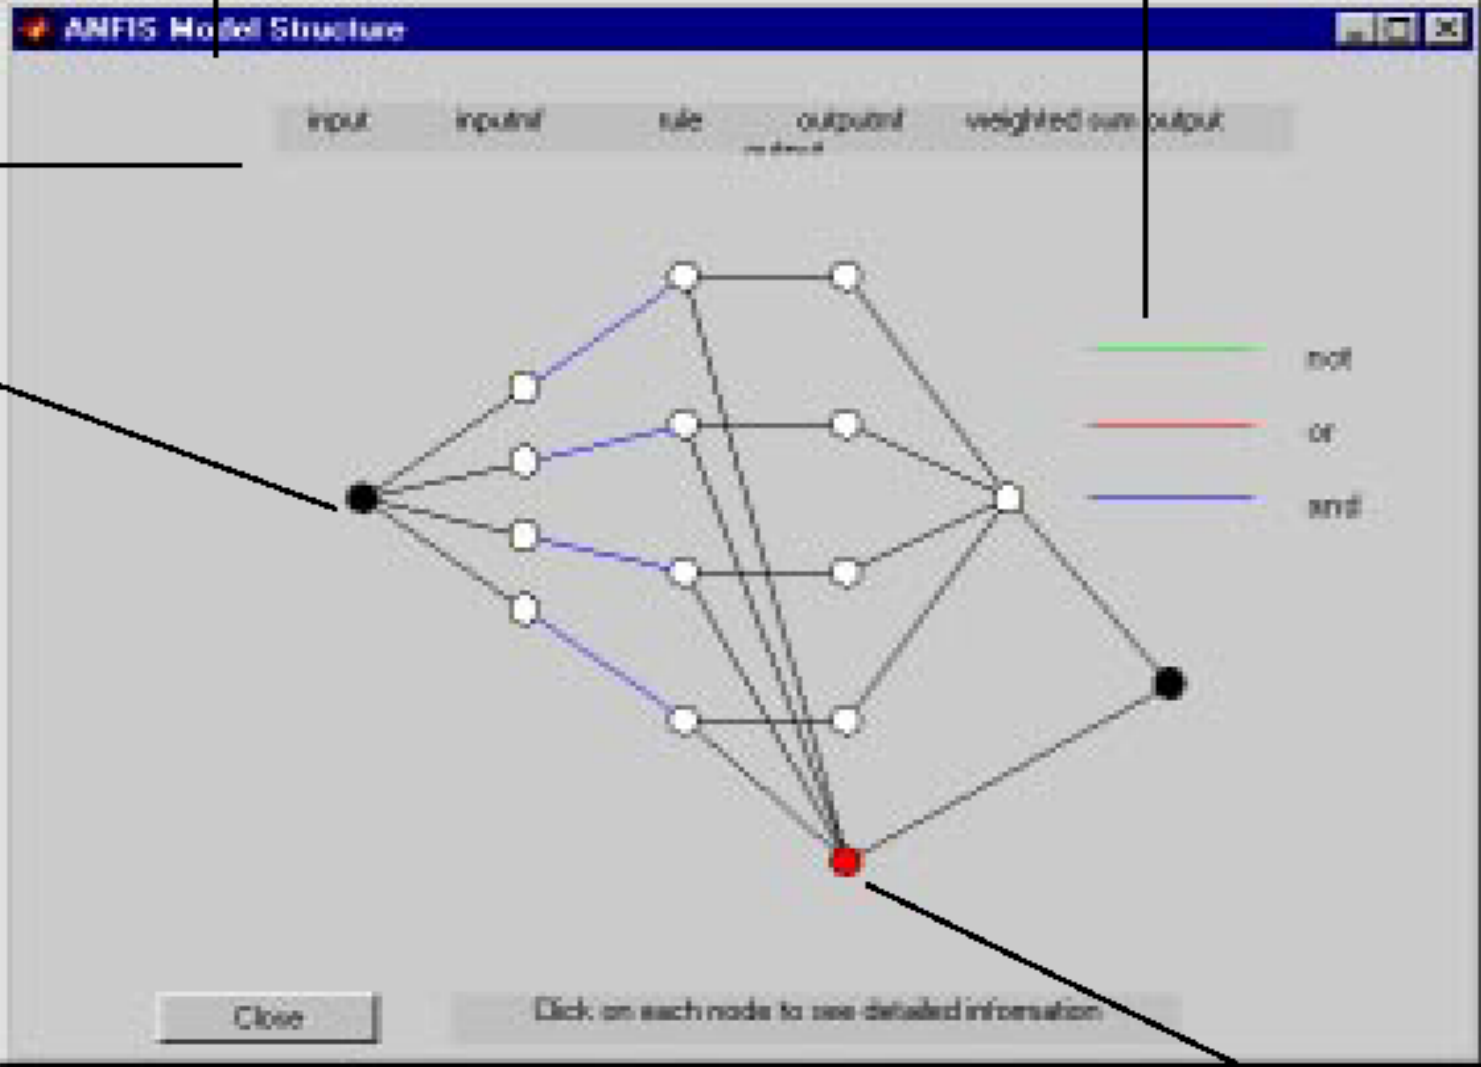 ANFIS Model Structure
input inputmf rule outputmf weighted sum output
output
not
or
and
Close
Click on each node to see detailed information